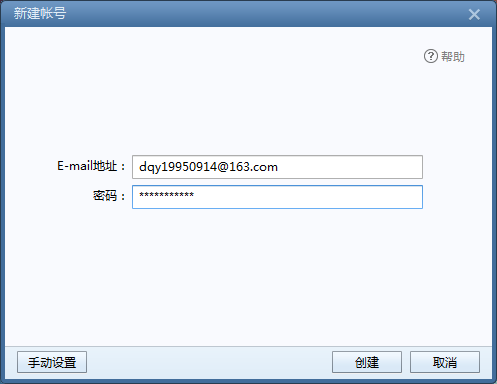 新建帐号
帮助
E-mail地址：
dqy19950914@163.com
密码：
***********
手动设置
创建
取消